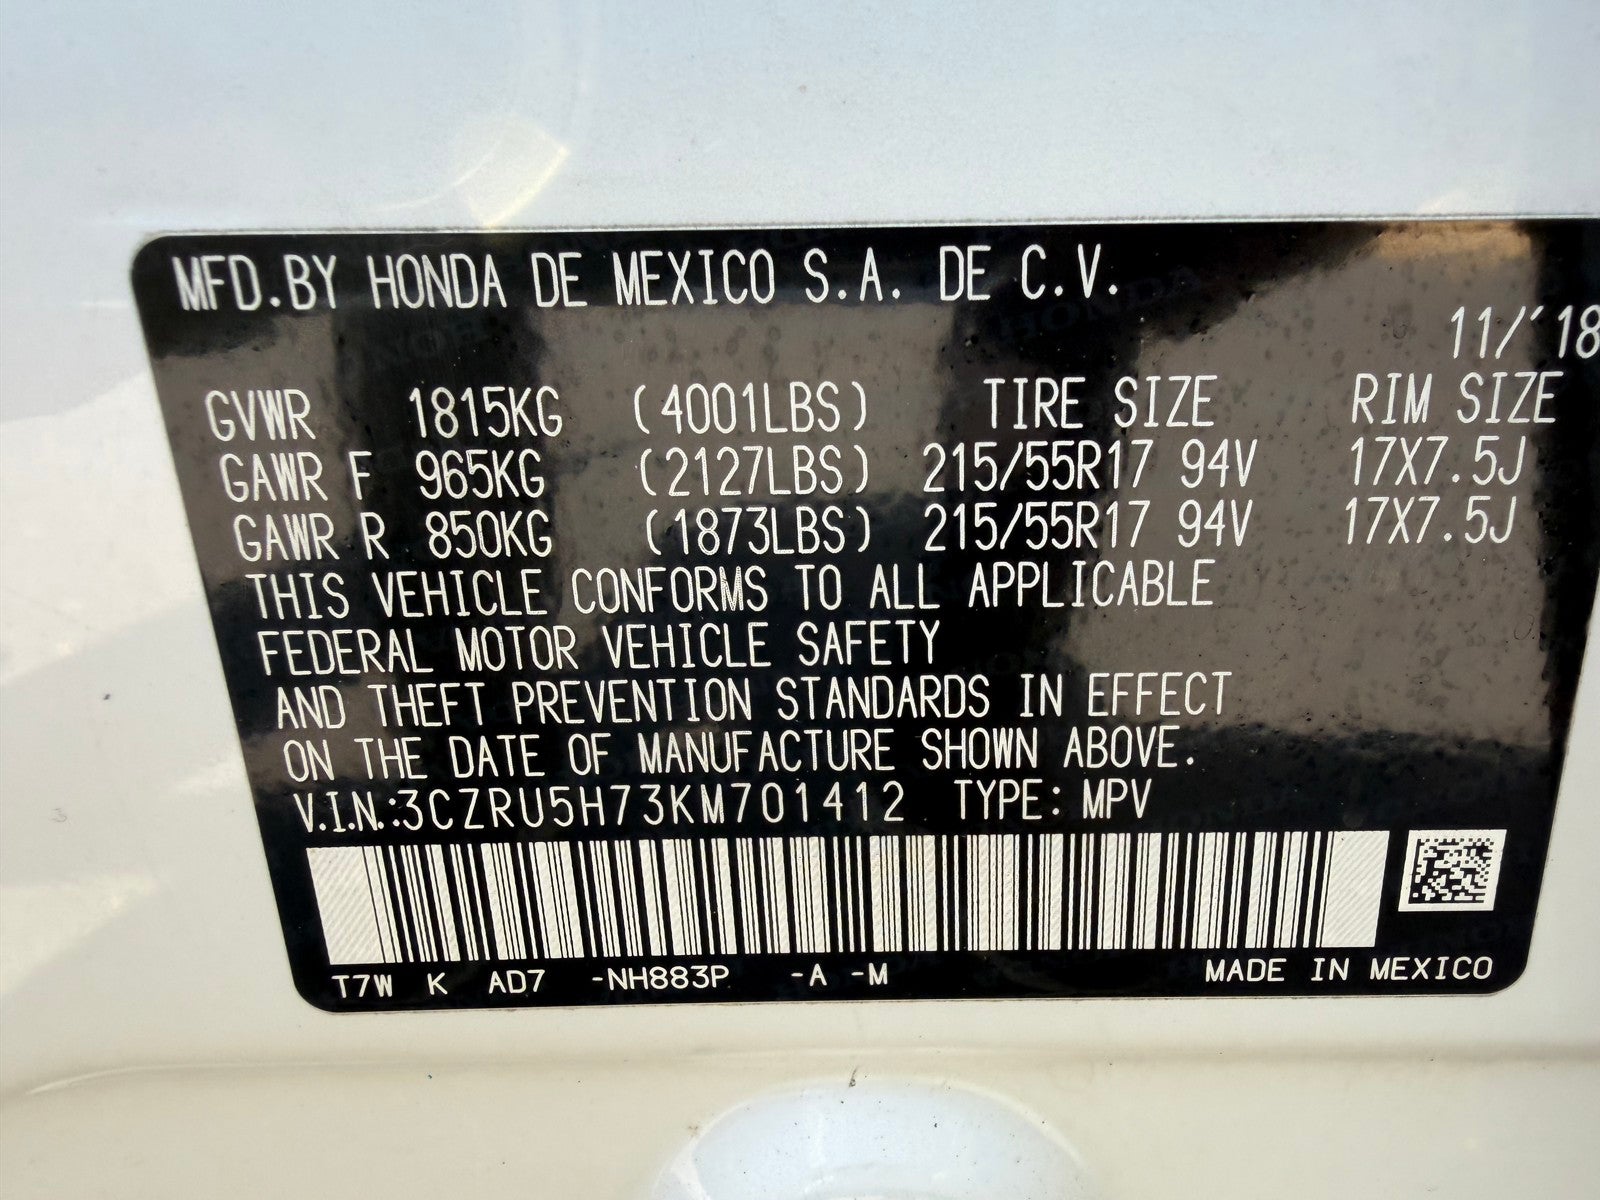 MFD.BY HONDA DE MEXICO S.A. DE C.V.
11/'18
GVWR 1815KG (4001LBS) TIRE SIZE RIM SIZE
GAWR F 965KG (2127LBS) 215/55R17 94V 17X7.5J
GAWR R 850KG (1873LBS) 215/55R17 94V 17X7.5J
THIS VEHICLE CONFORMS TO ALL APPLICABLE
FEDERAL MOTOR VEHICLE SAFETY
AND THEFT PREVENTION STANDARDS IN EFFECT
ON THE DATE OF MANUFACTURE SHOWN ABOVE.
V.I.N.:3CZRU5H73KM701412 TYPE: MPV
T7W K AD7 -NH883P -A -M MADE IN MEXICO